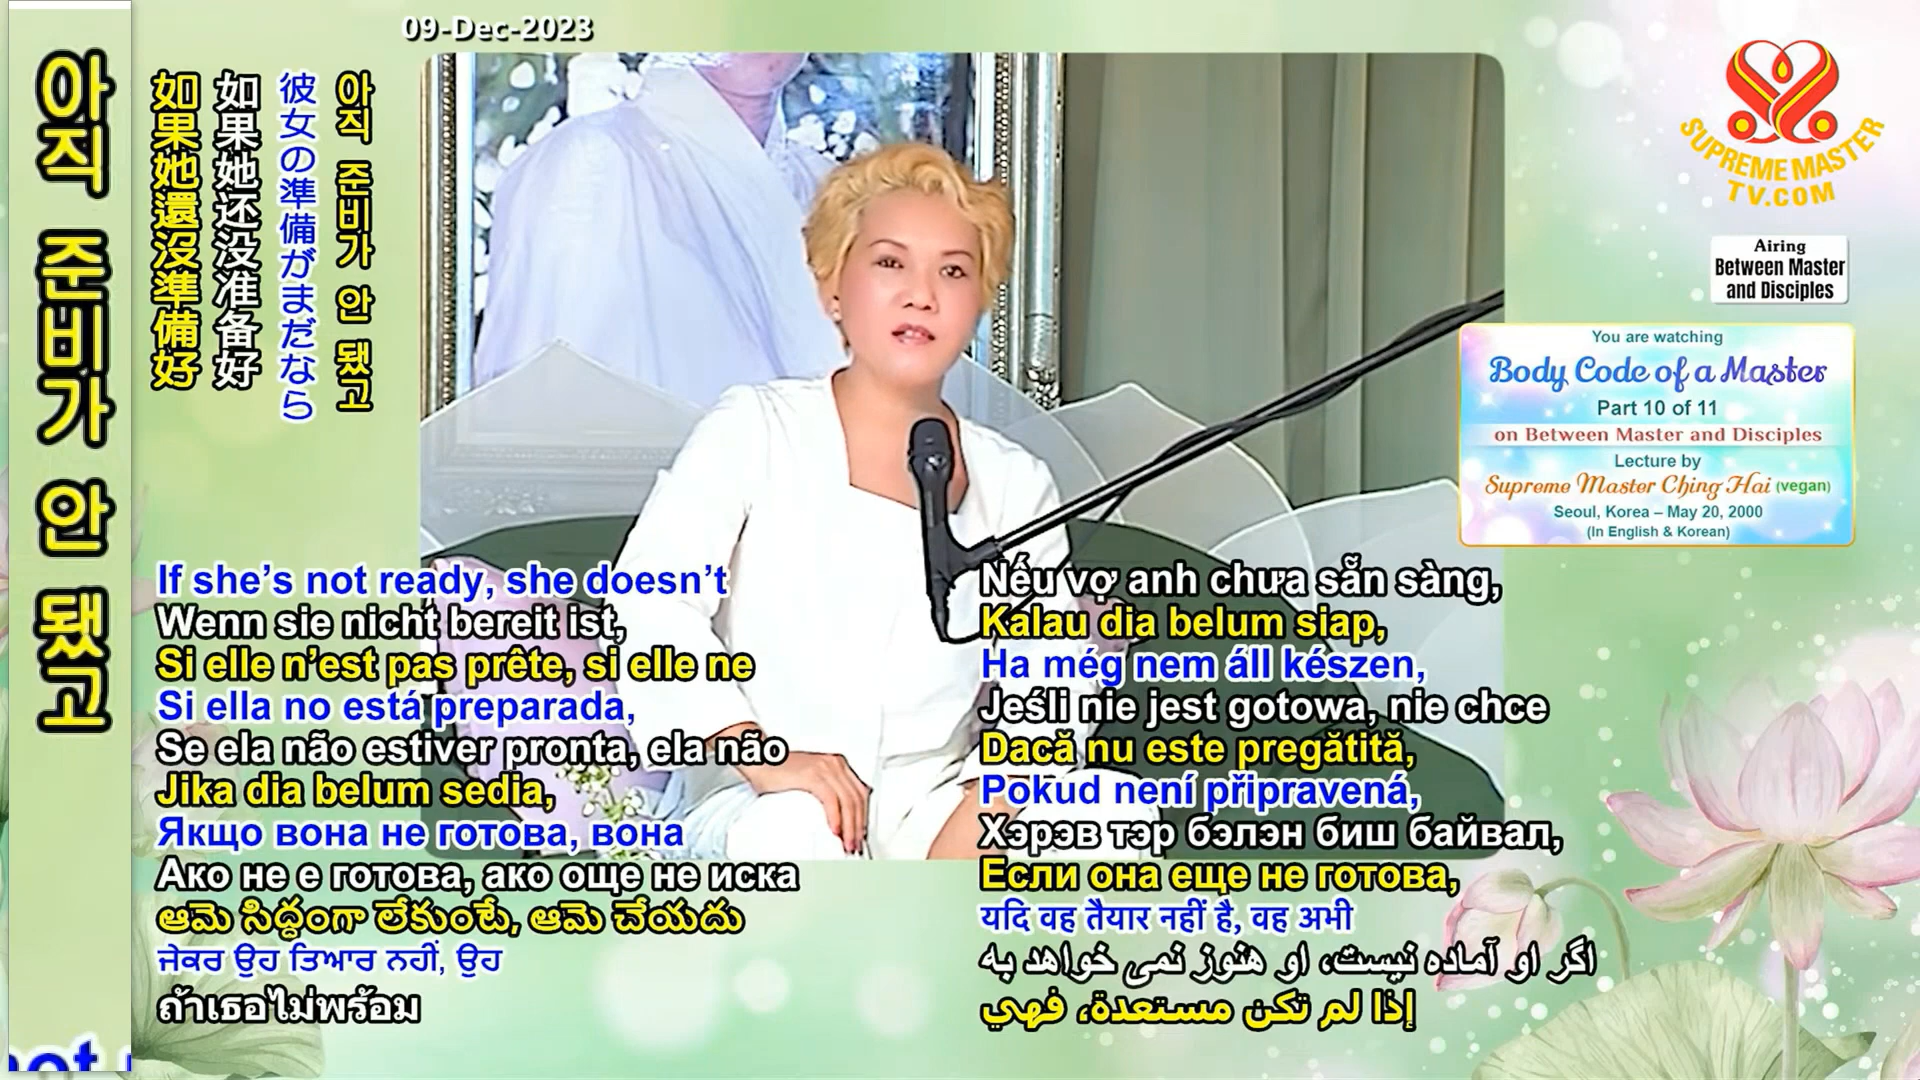 09-Dec-2023
아직 준비가 안 됐고
如果她還沒準備好
如果她还没准备好
彼女の準備がまだなら
아직 준비가 안 됐고
SUPREME MASTER
TV.COM
Airing
Between Master
and Disciples
You are watching
Body Code of a Master
Part 10 of 11
on Between Master and Disciples
Lecture by
Supreme Master Ching Hai (vegan)
Seoul, Korea – May 20, 2000
(In English & Korean)
If she’s not ready, she doesn’t
Wenn sie nicht bereit ist,
Si elle n’est pas prête, si elle ne
Si ella no está preparada,
Se ela não estiver pronta, ela não
Jika dia belum sedia,
Якщо вона не готова, вона
Ако не е готова, ако още не иска
ఆమె సిద్ధంగా లేకుంటే, ఆమె చేయదు
ਜੇਕਰ ਉਹ ਤਿਆਰ ਨਹੀਂ, ਉਹ
ถ้าเธอไม่พร้อม
Nếu vợ anh chưa sẵn sàng,
Kalau dia belum siap,
Ha még nem áll készen,
Jeśli nie jest gotowa, nie chce
Dacă nu este pregătită,
Pokud není připravená,
Хэрэв тэр бэлэн биш байвал,
Если она еще не готова,
यदि वह तैयार नहीं है, वह अभी
اگر او آماده نیست، او هنوز نمی خواهد به
إذا لم تكن مستعدة، فهي